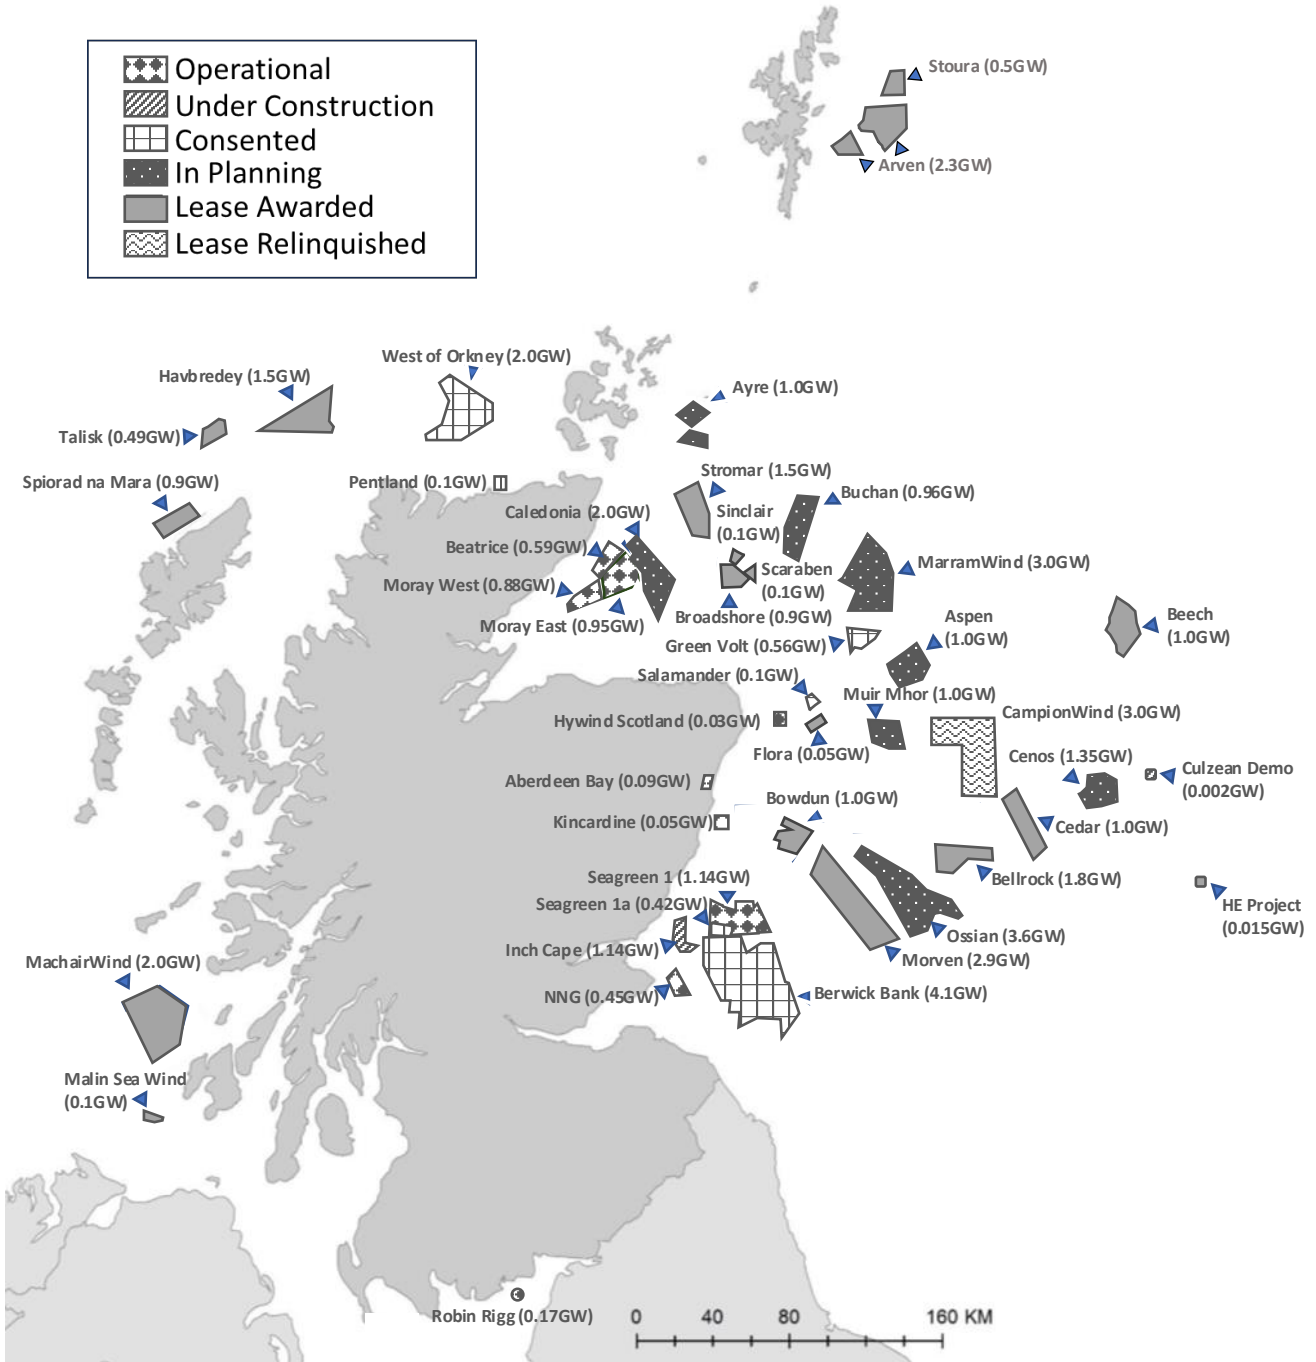 Operational
Under Construction
Consented
In Planning
Lease Awarded
Lease Relinquished
Stoura (0.5GW)
Arven (2.3GW)
West of Orkney (2.0GW)
Havbredey (1.5GW)
Ayre (1.0GW)
Talisk (0.49GW)
Stromar (1.5GW)
Spiorad na Mara (0.9GW)
Pentland (0.1GW)
Buchan (0.96GW)
Caledonia (2.0GW)
Sinclair
(0.1GW)
Beatrice (0.59GW)
MarramWind (3.0GW)
Scaraben
(0.1GW)
Moray West (0.88GW)
Broadshore (0.9GW)
Moray East (0.95GW)
Aspen
(1.0GW)
Beech
(1.0GW)
Green Volt (0.56GW)
Salamander (0.1GW)
Muir Mhor (1.0GW)
Hywind Scotland (0.03GW)
CampionWind (3.0GW)
Flora (0.05GW)
Cenos (1.35GW)
Culzean Demo
(0.002GW)
Aberdeen Bay (0.09GW)
Bowdun (1.0GW)
Kincardine (0.05GW)
Cedar (1.0GW)
Seagreen 1 (1.14GW)
Bellrock (1.8GW)
Seagreen 1a (0.42GW)
HE Project
(0.015GW)
Ossian (3.6GW)
Inch Cape (1.14GW)
Morven (2.9GW)
MachairWind (2.0GW)
NNG (0.45GW)
Berwick Bank (4.1GW)
Malin Sea Wind
(0.1GW)
Robin Rigg (0.17GW)
0 40 80 160 KM